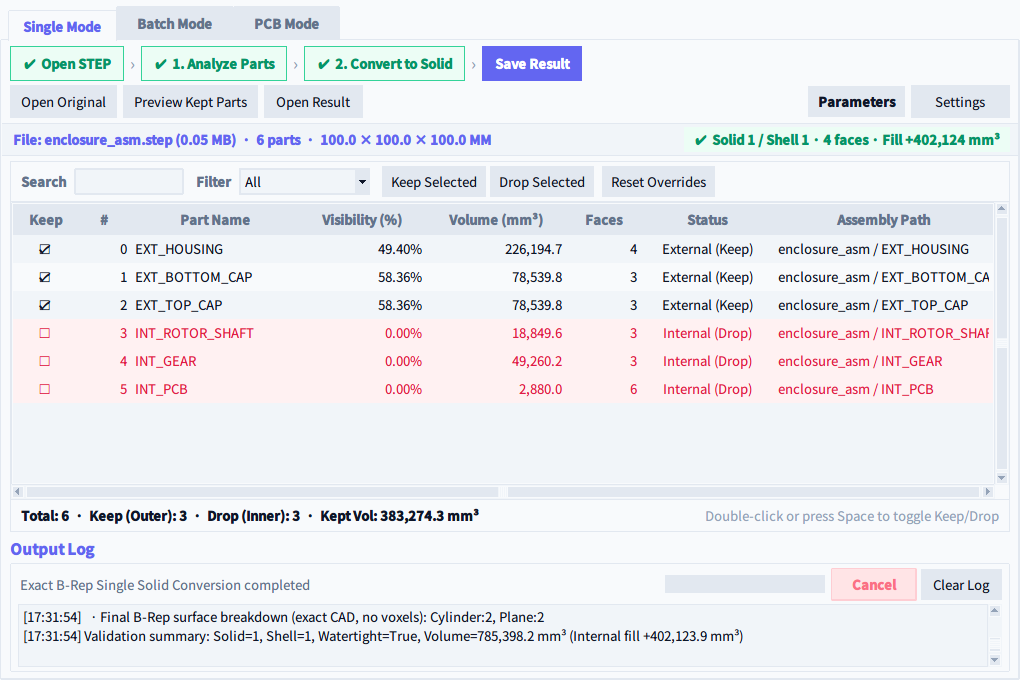 Single Mode Batch Mode PCB Mode
✔ Open STEP › ✔ 1. Analyze Parts › ✔ 2. Convert to Solid › Save Result
Open Original Preview Kept Parts Open Result Parameters Settings
File: enclosure_asm.step (0.05 MB) · 6 parts · 100.0 × 100.0 × 100.0 MM ✔ Solid 1 / Shell 1 · 4 faces · Fill +402,124 mm³
Search Filter All Keep Selected Drop Selected Reset Overrides
Keep # Part Name Visibility (%) Volume (mm³) Faces Status Assembly Path
☑ 0 EXT_HOUSING 49.40% 226,194.7 4 External (Keep) enclosure_asm / EXT_HOUSING
☑ 1 EXT_BOTTOM_CAP 58.36% 78,539.8 3 External (Keep) enclosure_asm / EXT_BOTTOM_CA
☑ 2 EXT_TOP_CAP 58.36% 78,539.8 3 External (Keep) enclosure_asm / EXT_TOP_CAP
☐ 3 INT_ROTOR_SHAFT 0.00% 18,849.6 3 Internal (Drop) enclosure_asm / INT_ROTOR_SHAF
☐ 4 INT_GEAR 0.00% 49,260.2 3 Internal (Drop) enclosure_asm / INT_GEAR
☐ 5 INT_PCB 0.00% 2,880.0 6 Internal (Drop) enclosure_asm / INT_PCB
Total: 6 · Keep (Outer): 3 · Drop (Inner): 3 · Kept Vol: 383,274.3 mm³ Double-click or press Space to toggle Keep/Drop
Output Log
Exact B-Rep Single Solid Conversion completed Cancel Clear Log
[17:31:54] · Final B-Rep surface breakdown (exact CAD, no voxels): Cylinder:2, Plane:2
[17:31:54] Validation summary: Solid=1, Shell=1, Watertight=True, Volume=785,398.2 mm³ (Internal fill +402,123.9 mm³)